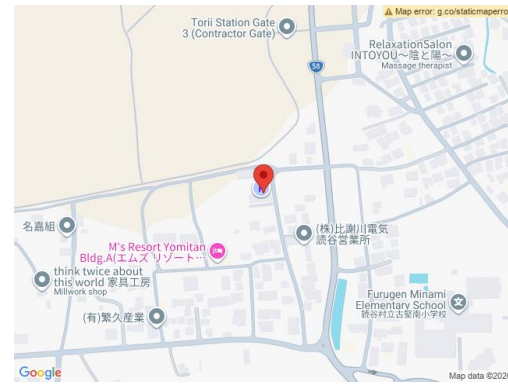 Map error: g.co/staticmaperro
Torii Station Gate
3 (Contractor Gate)
58
RelaxationSalon
INTOYOU~陰と陽~
Massage therapist
名嘉組
M's Resort Yomitan
Bldg.A(エムズ リゾート…
(株)比謝川電気
読谷営業所
think twice about
this world 家具工房
Millwork shop
(有)繁久産業
Furugen Minami
Elementary School
読谷村立古堅南小学校
Google
Map data ©2026